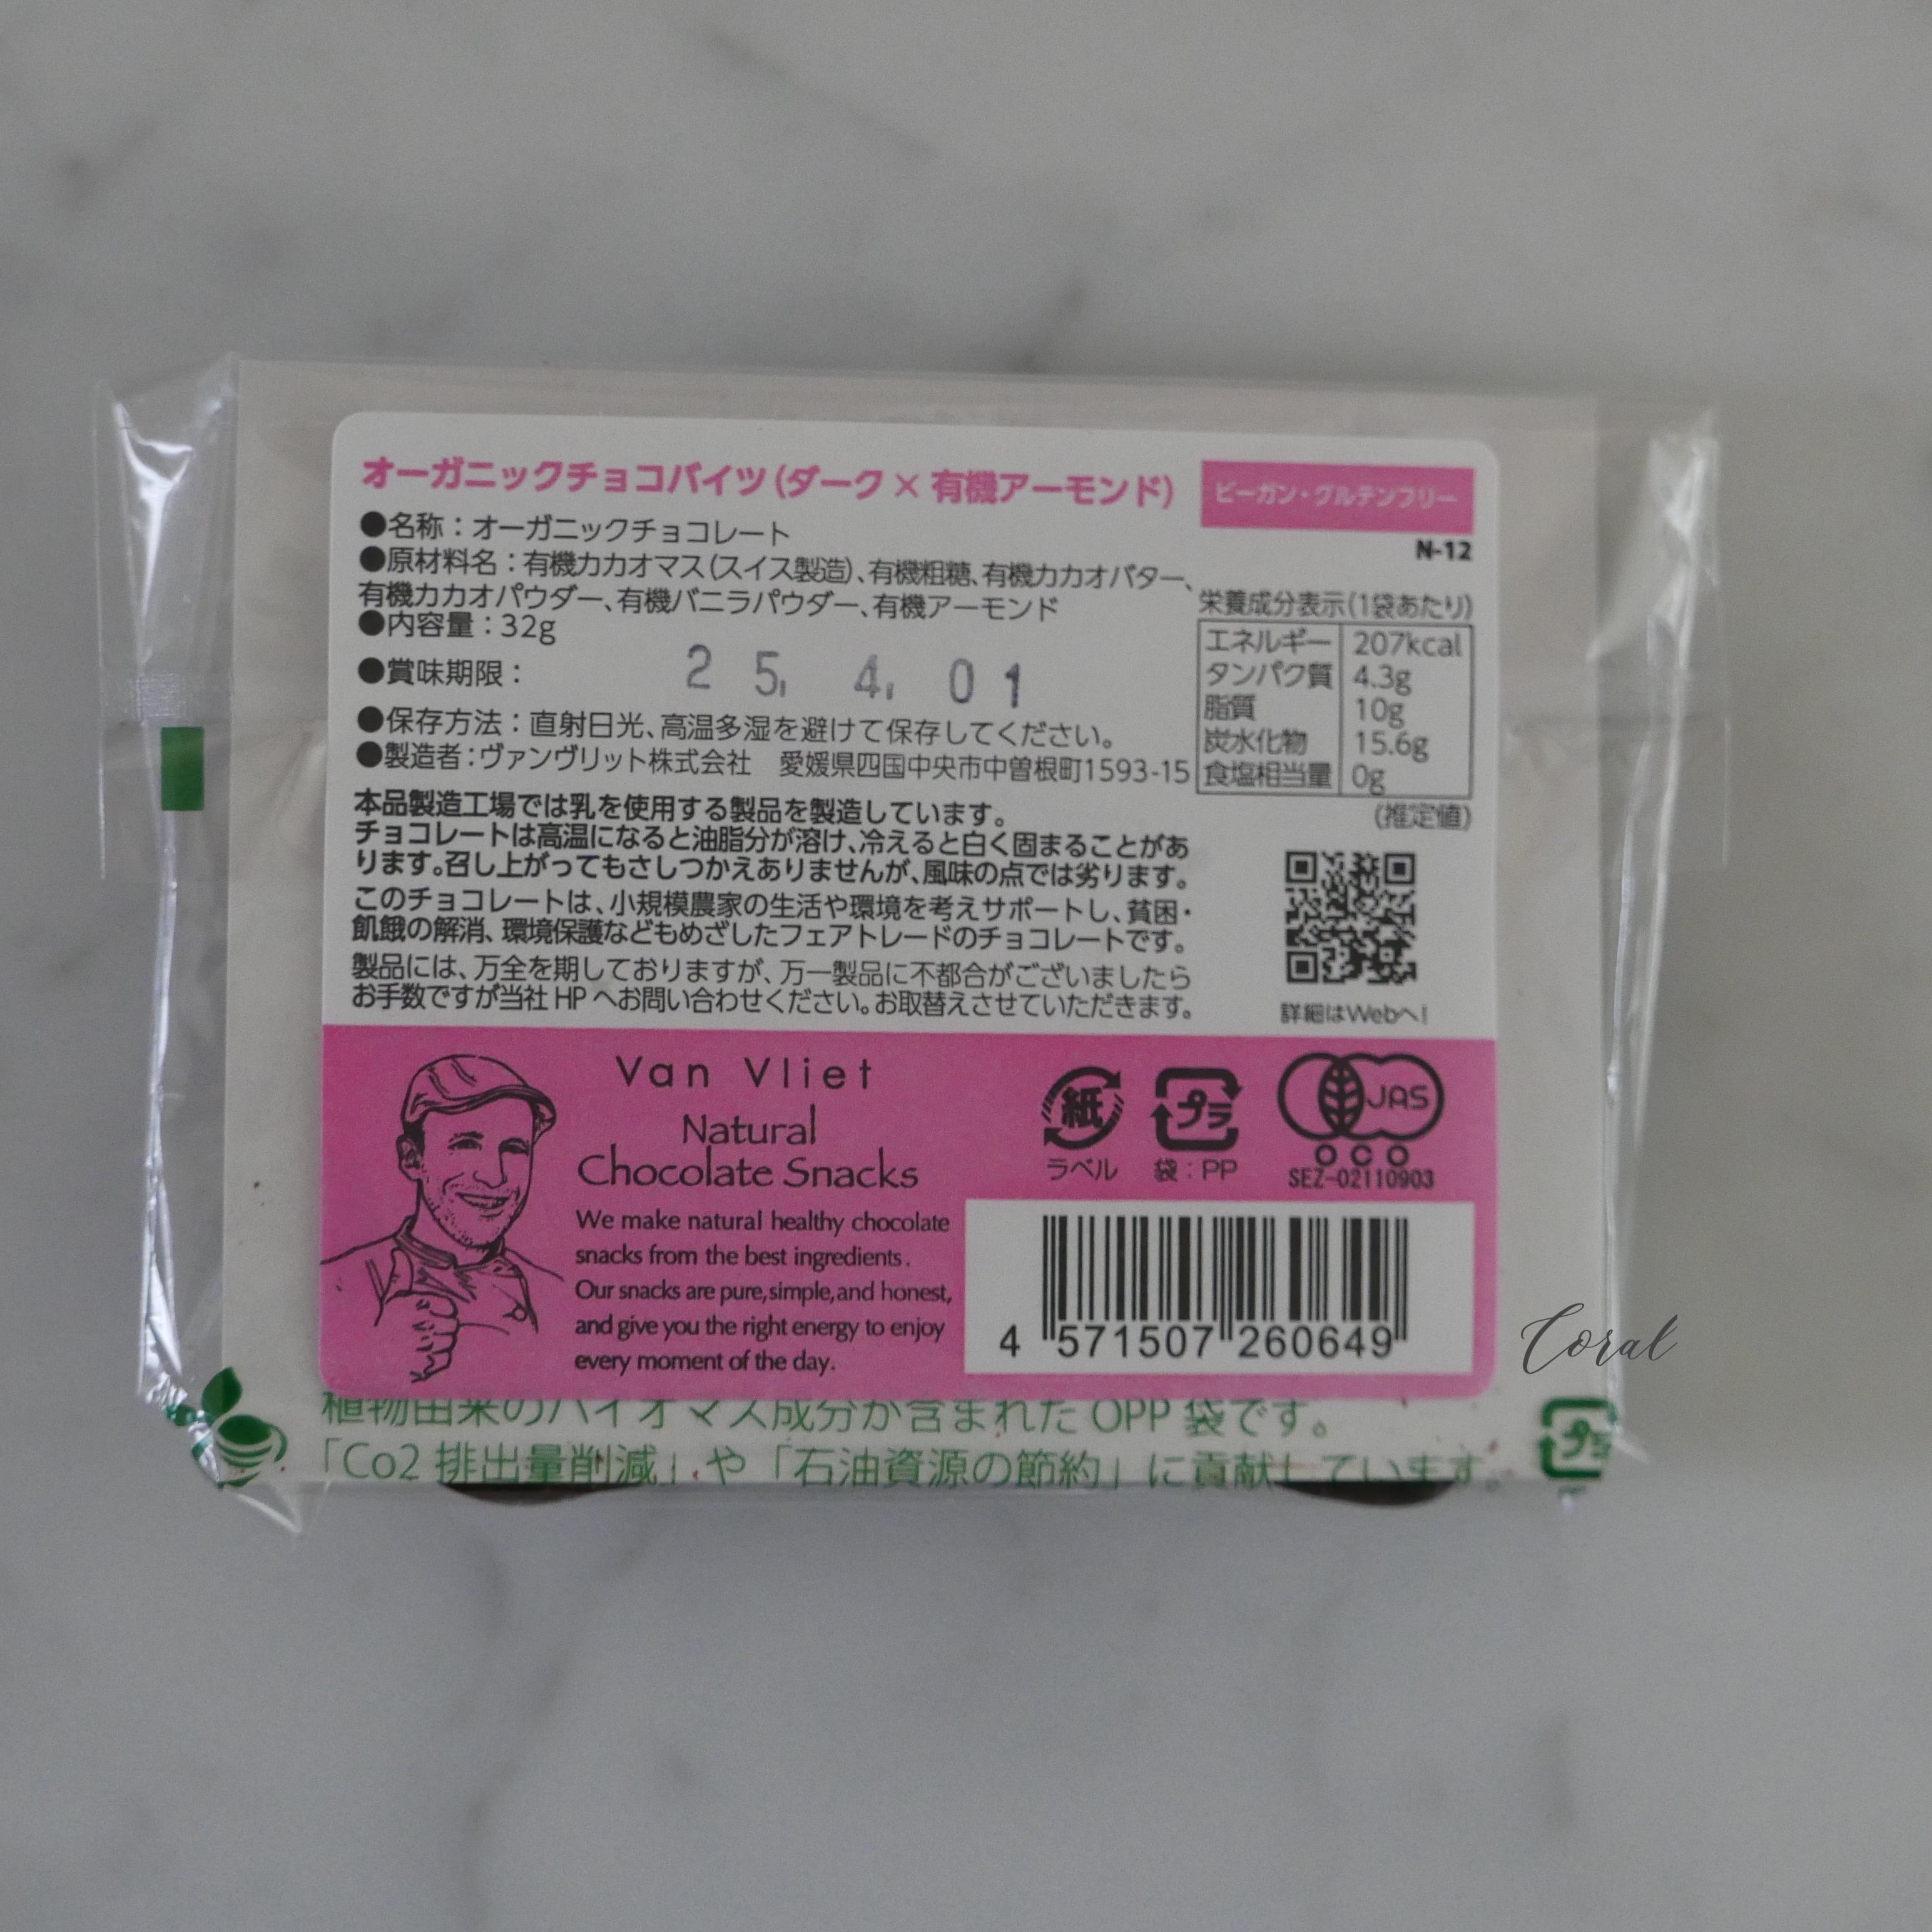 オーガニックチョコバイツ(ダーク×有機アーモンド)
ビーガン・グルテンフリー
N-12
●名称:オーガニックチョコレート
●原材料名:有機カカオマス(スイス製造)、有機粗糖、有機カカオバター、
有機カカオパウダー、有機バニラパウダー、有機アーモンド
●内容量:32g
●賞味期限: 25. 4. 01
●保存方法:直射日光、高温多湿を避けて保存してください。
●製造者:ヴァンヴリット株式会社 愛媛県四国中央市中曽根町1593-15
栄養成分表示(1袋あたり)
エネルギー 207kcal
タンパク質 4.3g
脂質 10g
炭水化物 15.6g
食塩相当量 0g
(推定値)
本品製造工場では乳を使用する製品を製造しています。
チョコレートは高温になると油脂分が溶け、冷えると白く固まることがあ
ります。召し上がってもさしつかえありませんが、風味の点では劣ります。
このチョコレートは、小規模農家の生活や環境を考えサポートし、貧困・
飢餓の解消、環境保護などもめざしたフェアトレードのチョコレートです。
製品には、万全を期しておりますが、万一製品に不都合がございましたら
お手数ですが当社HPへお問い合わせください。お取替えさせていただきます。
詳細はWebへ!
Van Vliet
Natural
Chocolate Snacks
We make natural healthy chocolate
snacks from the best ingredients.
Our snacks are pure, simple, and honest,
and give you the right energy to enjoy
every moment of the day.
紙
ラベル
プラ
袋:PP
JAS
OCO
SEZ-02110903
4 571507 260649
Coral
植物由来のバイオマス成分が含まれたOPP袋です。
「Co2排出量削減」や「石油資源の節約」に貢献しています。
プラ